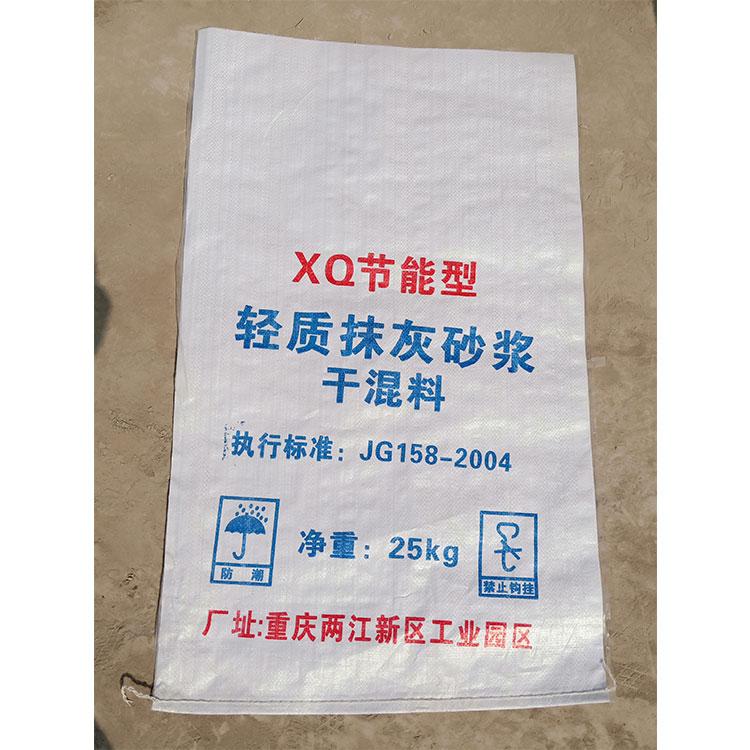 XQ节能型
轻质抹灰砂浆
干混料
执行标准：JG158-2004
净重：25kg
防 潮
禁止钩挂
厂址:重庆两江新区工业园区